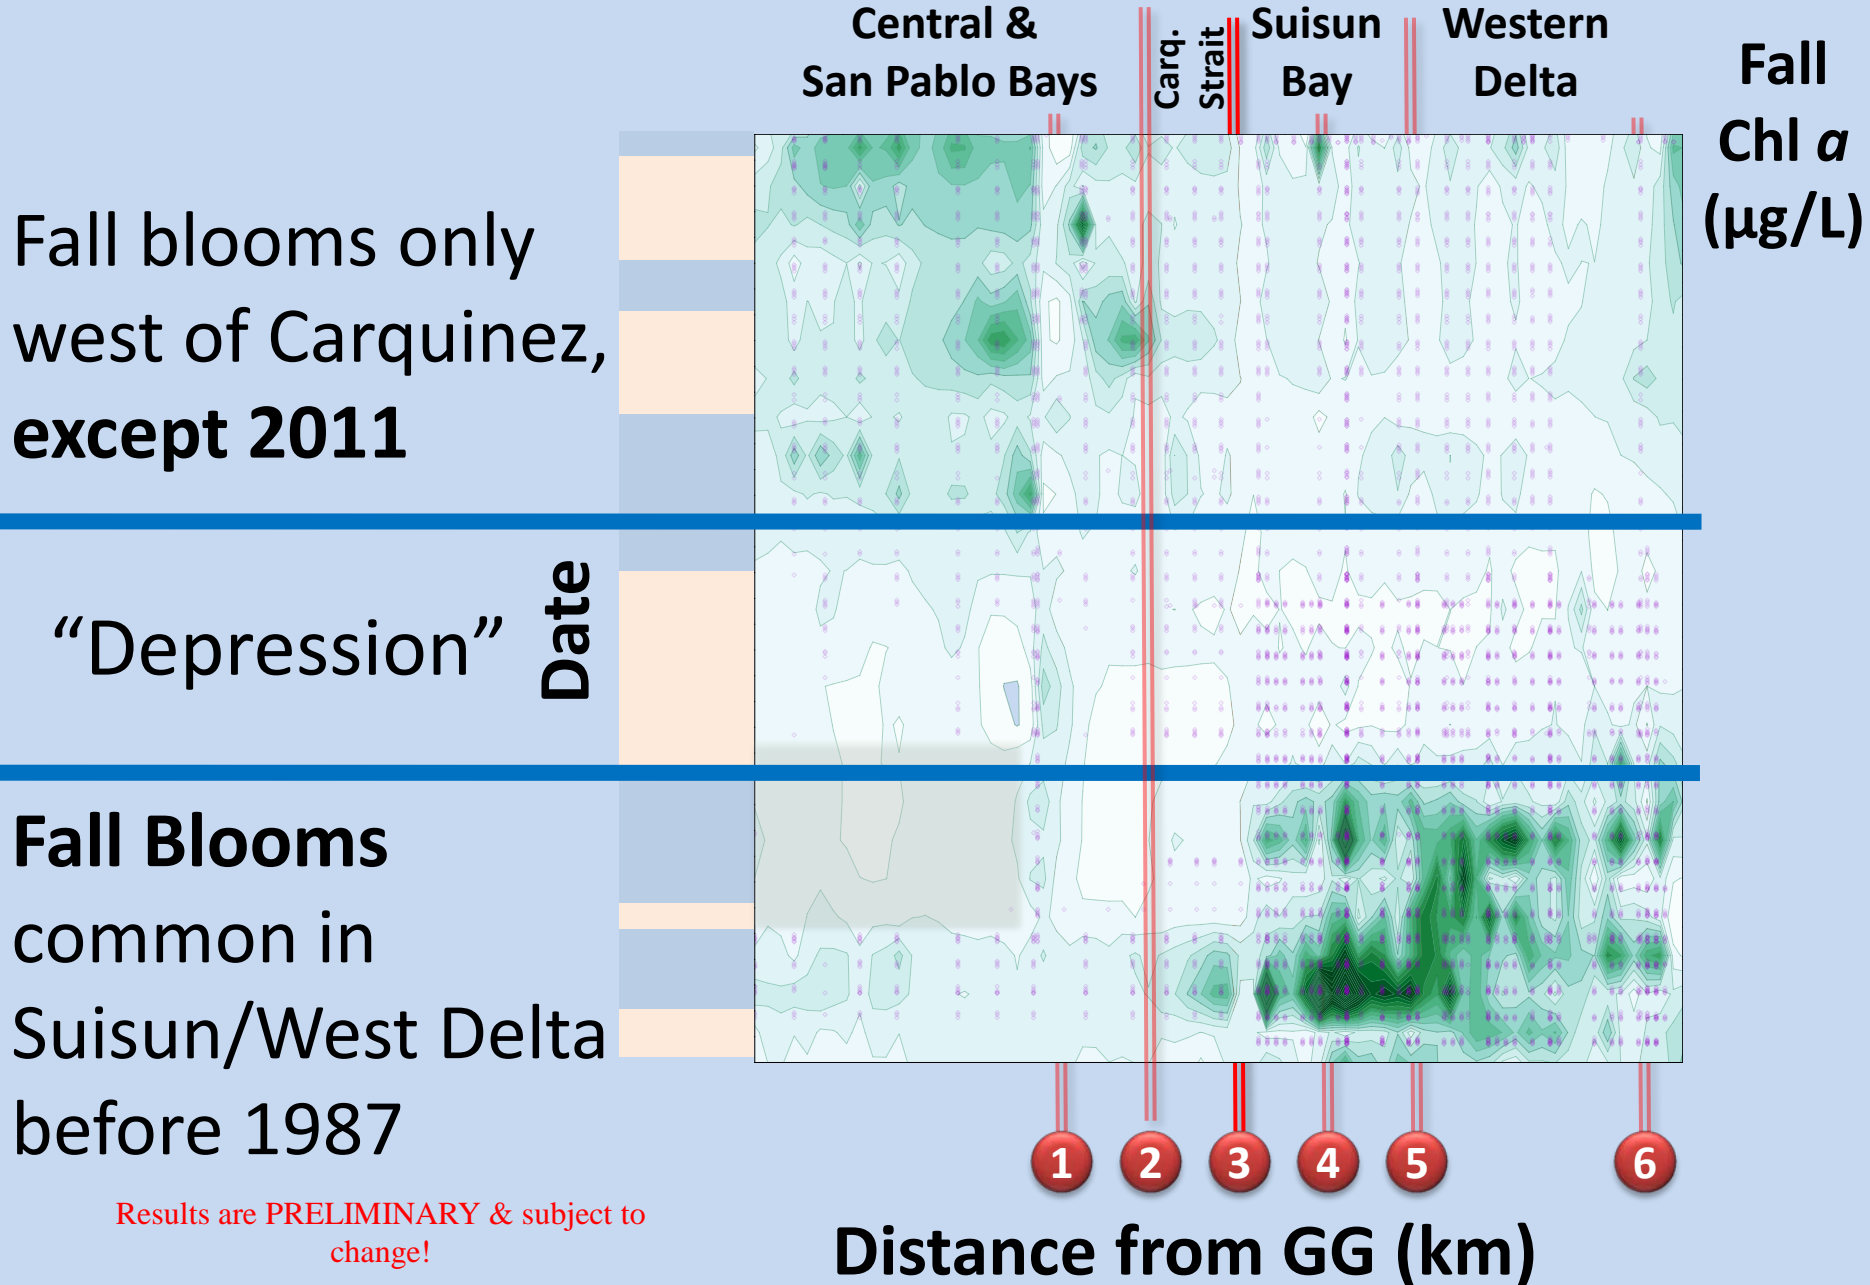 Central &
San Pablo Bays
Carq.
Strait
Suisun
Bay
Western
Delta
Fall
Chl a
(µg/L)
Fall blooms only
west of Carquinez,
except 2011
“Depression”
Date
Fall Blooms
common in
Suisun/West Delta
before 1987
1 2 3 4 5 6
Results are PRELIMINARY & subject to
change!
Distance from GG (km)